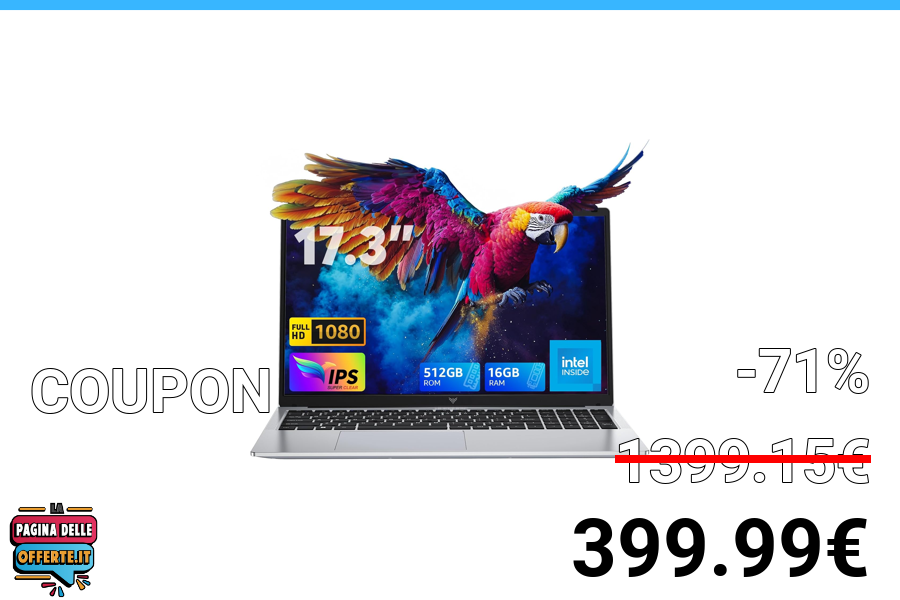 17.3"
FULL HD 1080
IPS
SUPER CLEAR
512GB
ROM
16GB
RAM
intel
INSIDE
COUPON
-71%
1399.15€
399.99€
LA
PAGINA DELLE
OFFERTE.IT